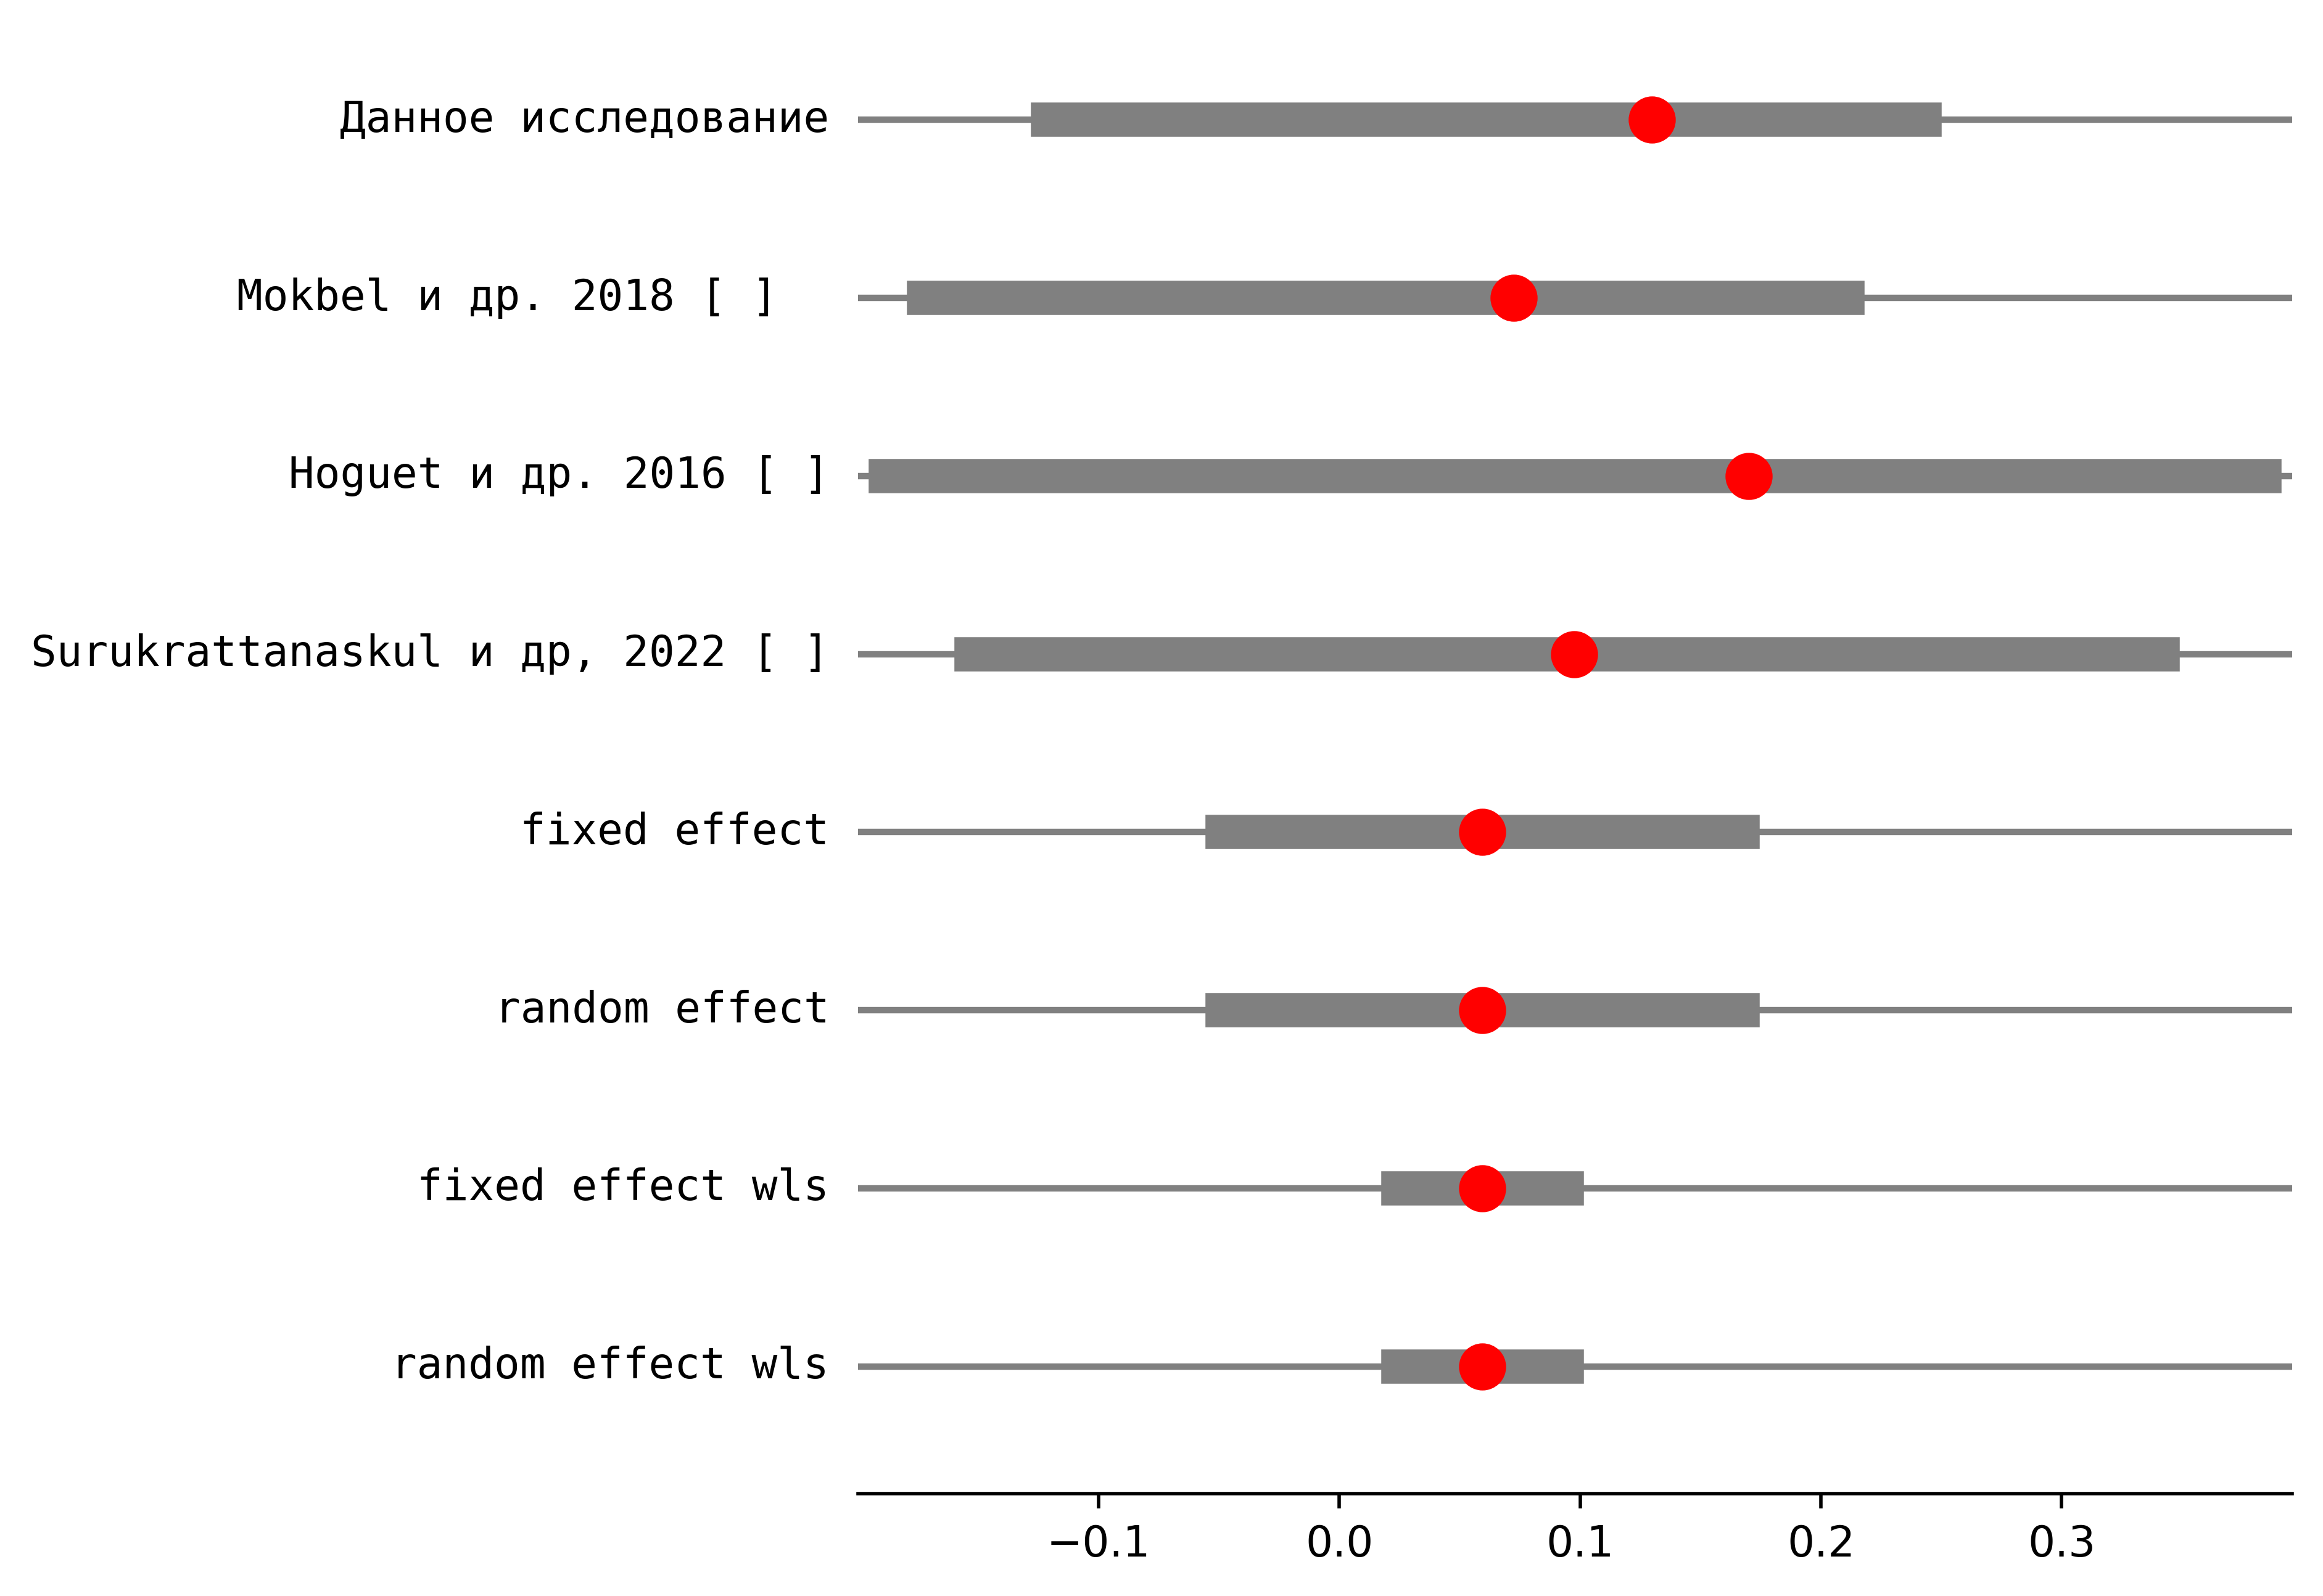 Данное исследование
Mokbel и др. 2018 [ ]
Hoguet и др. 2016 [ ]
Surukrattanaskul и др, 2022 [ ]
fixed effect
random effect
fixed effect wls
random effect wls
−0.1 0.0 0.1 0.2 0.3